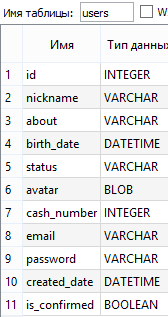 Имя таблицы: users W
Имя Тип данны
1 id INTEGER
2 nickname VARCHAR
3 about VARCHAR
4 birth_date DATETIME
5 status VARCHAR
6 avatar BLOB
7 cash_number INTEGER
8 email VARCHAR
9 password VARCHAR
10 created_date DATETIME
11 is_confirmed BOOLEAN